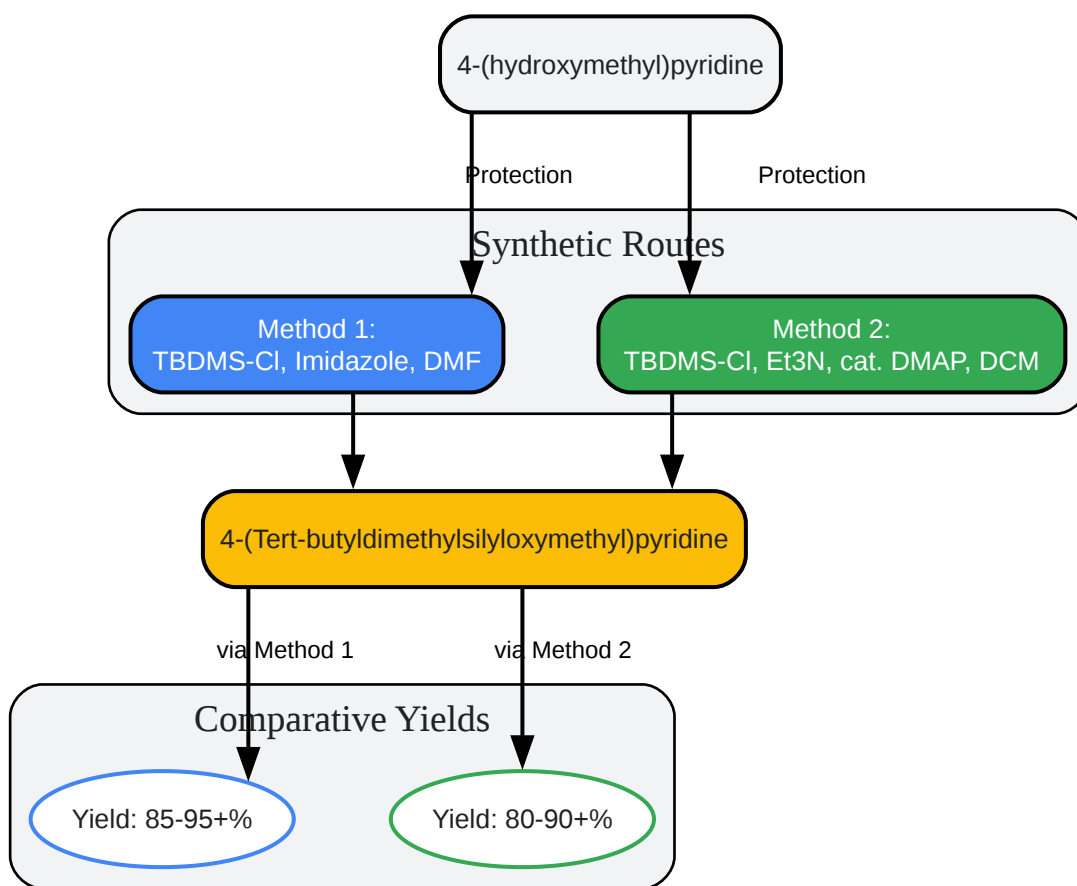 4-(hydroxymethyl)pyridine
Protection
Protection
Synthetic Routes
Method 1:
TBDMS-Cl, Imidazole, DMF
Method 2:
TBDMS-Cl, Et3N, cat. DMAP, DCM
4-(Tert-butyldimethylsilyloxymethyl)pyridine
via Method 1
via Method 2
Comparative Yields
Yield: 85-95+%
Yield: 80-90+%